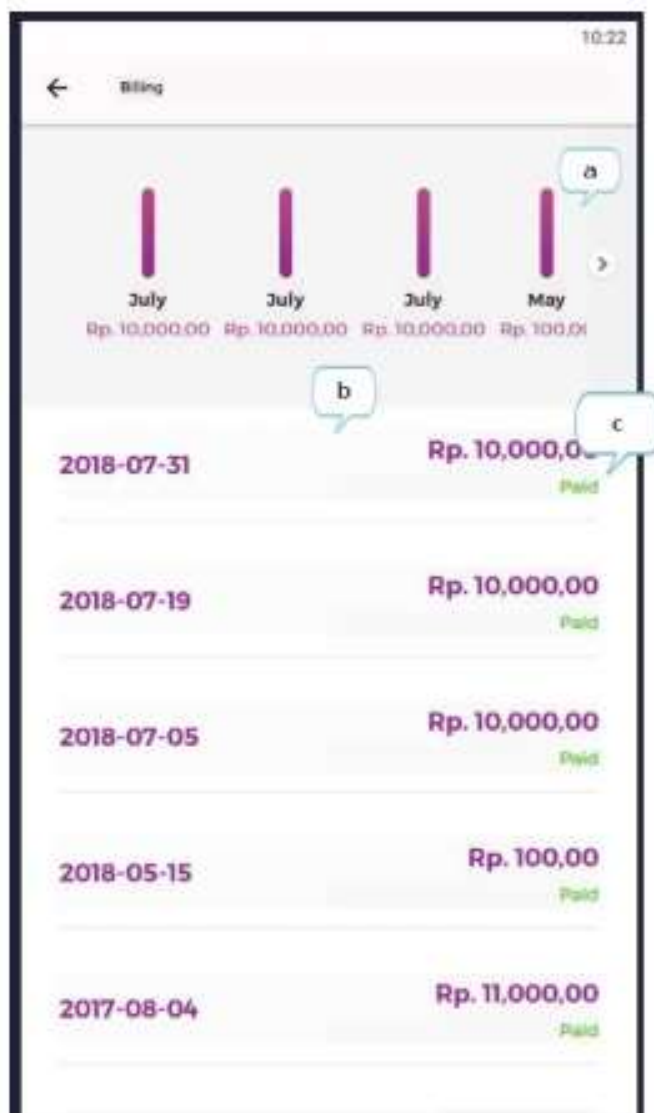 10:22
← Billing
a
July July July May
Rp. 10,000,00 Rp. 10,000,00 Rp. 10,000,00 Rp. 100,0
>
b
c
2018-07-31 Rp. 10,000,0
Paid
2018-07-19 Rp. 10,000,00
Paid
2018-07-05 Rp. 10,000,00
Paid
2018-05-15 Rp. 100,00
Paid
2017-08-04 Rp. 11,000,00
Paid